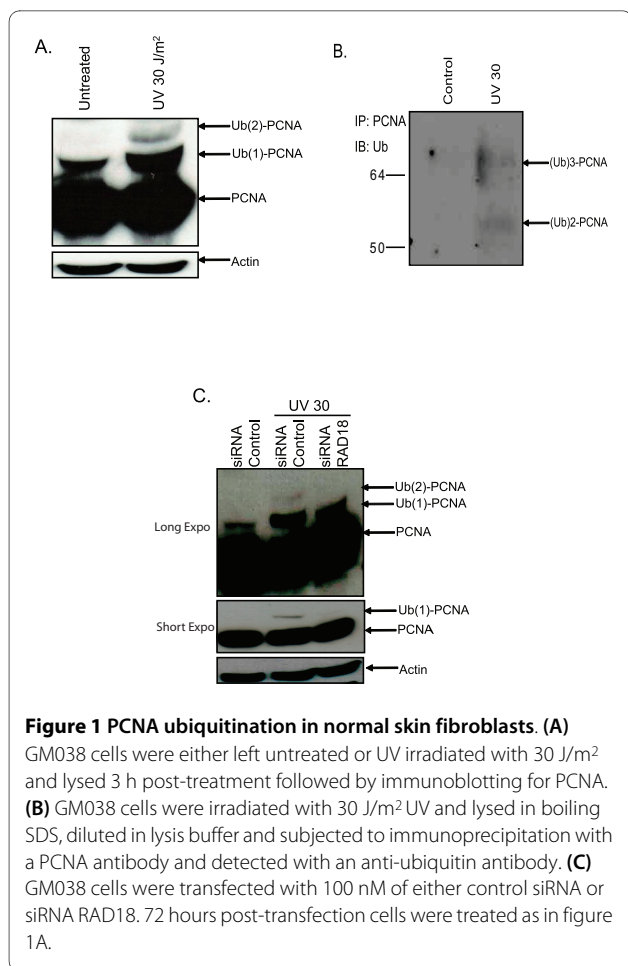 A.
Untreated
UV 30 J/m²
Ub(2)-PCNA
Ub(1)-PCNA
PCNA
Actin
B.
Control
UV 30
IP: PCNA
IB: Ub
64
50
(Ub)3-PCNA
(Ub)2-PCNA
C.
UV 30
siRNA
Control
siRNA
Control
siRNA
RAD18
Long Expo
Ub(2)-PCNA
Ub(1)-PCNA
PCNA
Short Expo
Ub(1)-PCNA
PCNA
Actin
Figure 1 PCNA ubiquitination in normal skin fibroblasts. (A)
GM038 cells were either left untreated or UV irradiated with 30 J/m²
and lysed 3 h post-treatment followed by immunoblotting for PCNA.
(B) GM038 cells were irradiated with 30 J/m² UV and lysed in boiling
SDS, diluted in lysis buffer and subjected to immunoprecipitation with
a PCNA antibody and detected with an anti-ubiquitin antibody. (C)
GM038 cells were transfected with 100 nM of either control siRNA or
siRNA RAD18. 72 hours post-transfection cells were treated as in figure
1A.